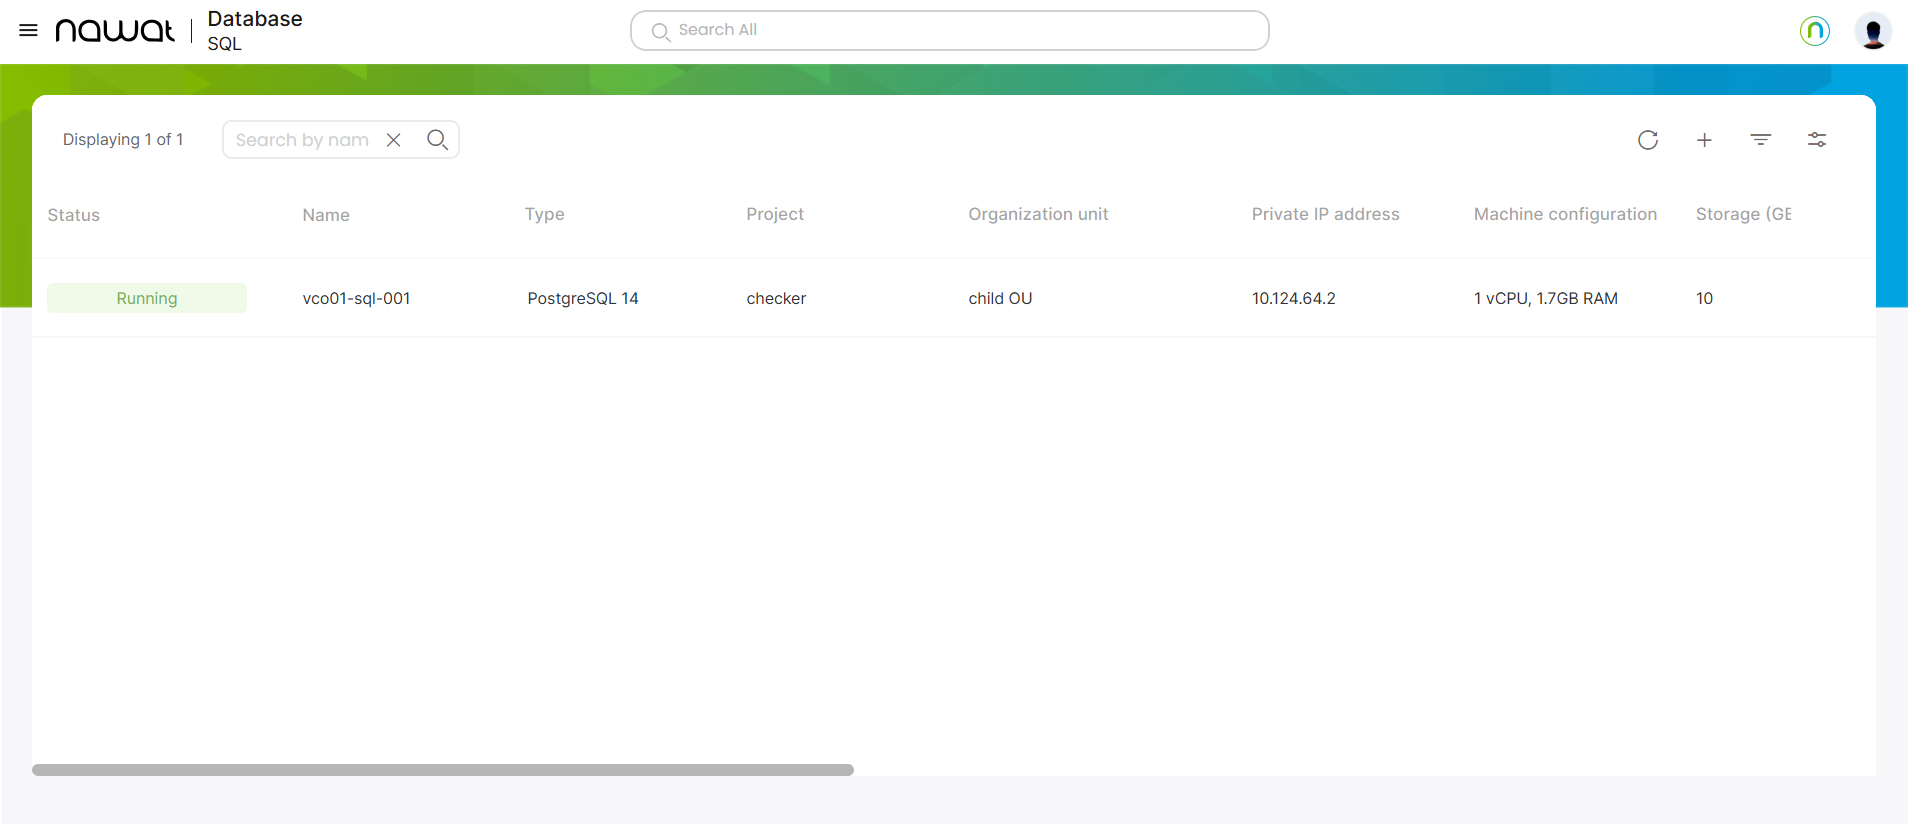 nawat
Database
SQL
Search All
Displaying 1 of 1
Search by nam
Status Name Type Project Organization unit Private IP address Machine configuration Storage (GE
Running vco01-sql-001 PostgreSQL 14 checker child OU 10.124.64.2 1 vCPU, 1.7GB RAM 10